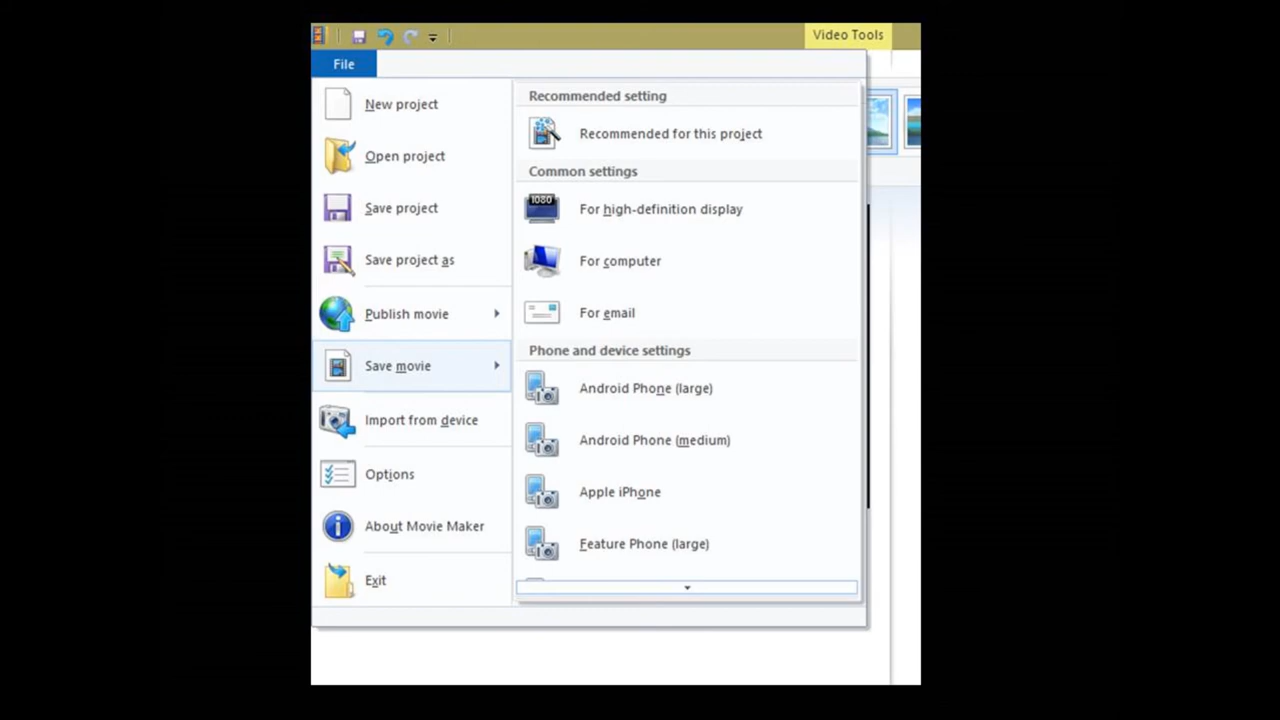 Video Tools
File
New project
Open project
Save project
Save project as
Publish movie
Save movie
Import from device
Options
About Movie Maker
Exit
Recommended setting
Recommended for this project
Common settings
1080
For high-definition display
For computer
For email
Phone and device settings
Android Phone (large)
Android Phone (medium)
Apple iPhone
Feature Phone (large)